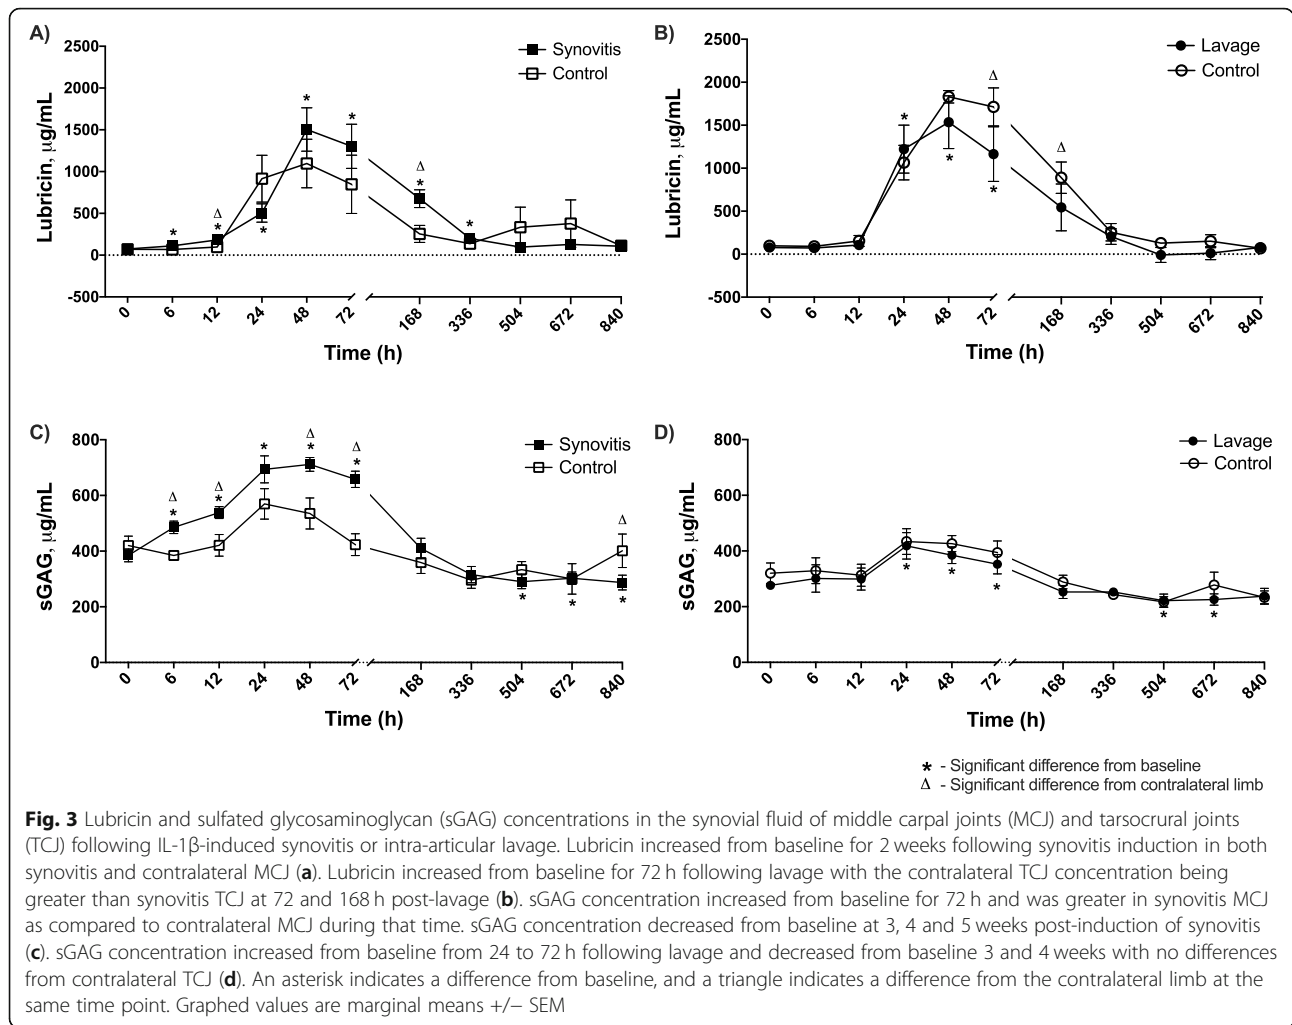 A)
2500
2000
1500
1000
500
0
-500
Lubricin, µg/mL
Synovitis
Control
*
Δ
*
*
*
*
Δ
*
*
0 6 12 24 48 72 168 336 504 672 840
Time (h)
B)
2500
2000
1500
1000
500
0
-500
Lubricin, µg/mL
Lavage
Control
*
*
Δ
*
Δ
0 6 12 24 48 72 168 336 504 672 840
Time (h)
C)
800
600
400
200
0
sGAG, µg/mL
Synovitis
Control
Δ
*
Δ
*
*
Δ
*
Δ
*
*
*
Δ
*
0 6 12 24 48 72 168 336 504 672 840
Time (h)
D)
800
600
400
200
0
sGAG, µg/mL
Lavage
Control
* * * * *
0 6 12 24 48 72 168 336 504 672 840
Time (h)
* - Significant difference from baseline
Δ - Significant difference from contralateral limb
Fig. 3 Lubricin and sulfated glycosaminoglycan (sGAG) concentrations in the synovial fluid of middle carpal joints (MCJ) and tarsocrural joints
(TCJ) following IL-1β-induced synovitis or intra-articular lavage. Lubricin increased from baseline for 2 weeks following synovitis induction in both
synovitis and contralateral MCJ (a). Lubricin increased from baseline for 72 h following lavage with the contralateral TCJ concentration being
greater than synovitis TCJ at 72 and 168 h post-lavage (b). sGAG concentration increased from baseline for 72 h and was greater in synovitis MCJ
as compared to contralateral MCJ during that time. sGAG concentration decreased from baseline at 3, 4 and 5 weeks post-induction of synovitis
(c). sGAG concentration increased from baseline from 24 to 72 h following lavage and decreased from baseline 3 and 4 weeks with no differences
from contralateral TCJ (d). An asterisk indicates a difference from baseline, and a triangle indicates a difference from the contralateral limb at the
same time point. Graphed values are marginal means +/− SEM